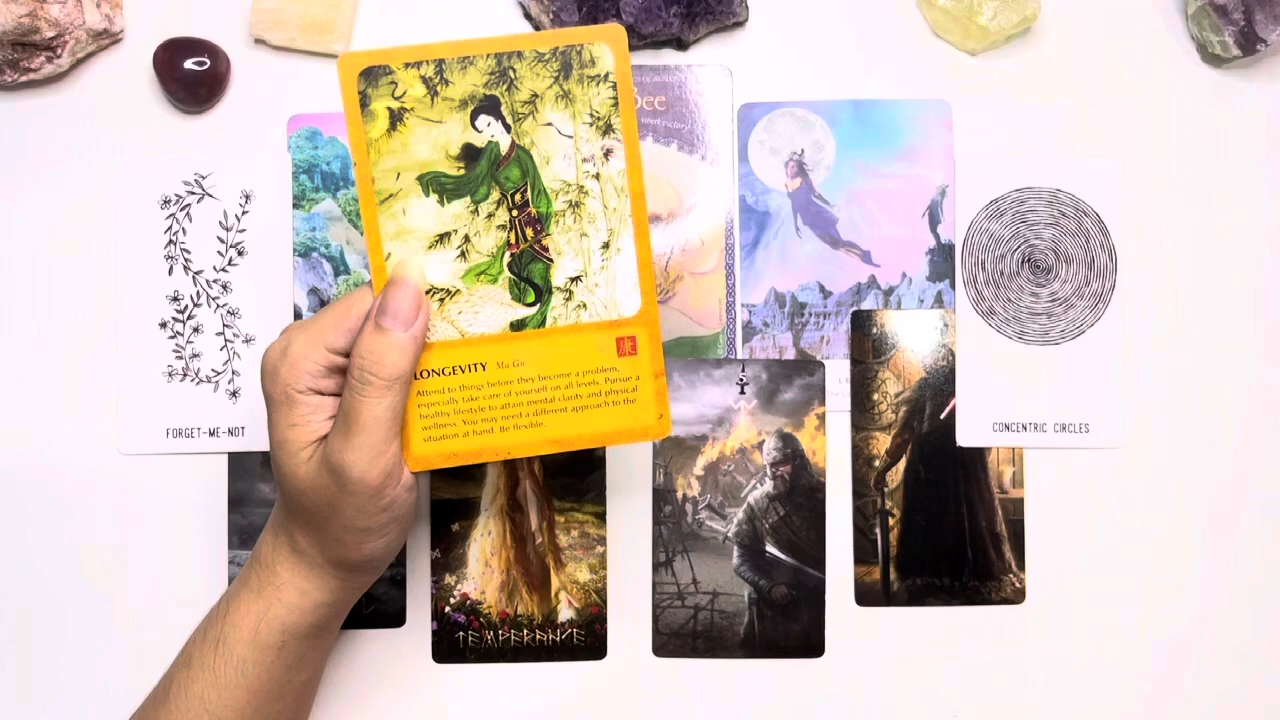 Bee
LONGEVITY Ma Gu
康
Attend to things before they become a problem,
especially take care of yourself on all levels. Pursue a
healthy lifestyle to attain mental clarity and physical
wellness. You may need a different approach to the
situation at hand. Be flexible.
5
FORGET-ME-NOT
CONCENTRIC CIRCLES
TEMPERANCE